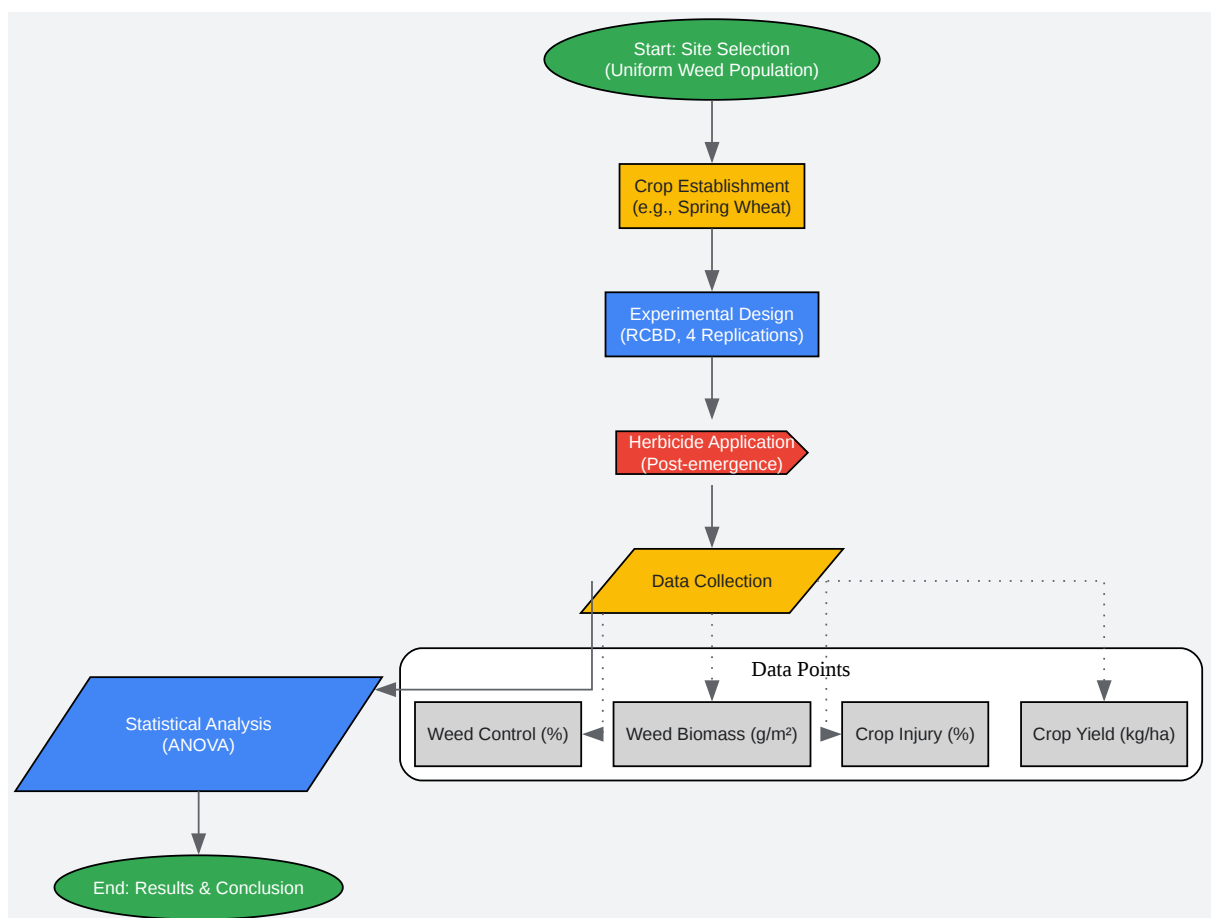 Start: Site Selection
(Uniform Weed Population)
Crop Establishment
(e.g., Spring Wheat)
Experimental Design
(RCBD, 4 Replications)
Herbicide Application
(Post-emergence)
Data Collection
Data Points
Weed Control (%)
Weed Biomass (g/m²)
Crop Injury (%)
Crop Yield (kg/ha)
Statistical Analysis
(ANOVA)
End: Results & Conclusion